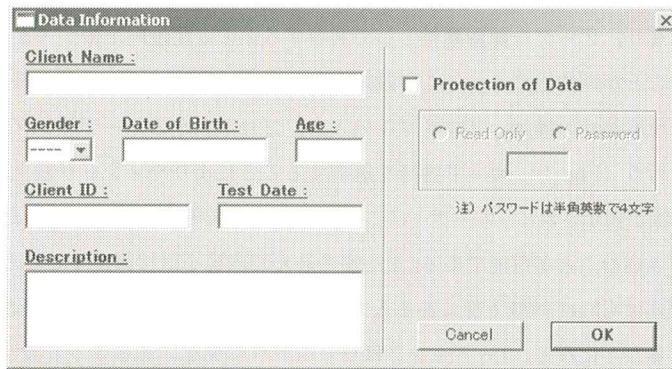 Data Information
Client Name :
Gender : Date of Birth : Age :
----
Client ID : Test Date :
Description :
Protection of Data
Read Only Password
注) パスワードは半角英数で4文字
Cancel OK